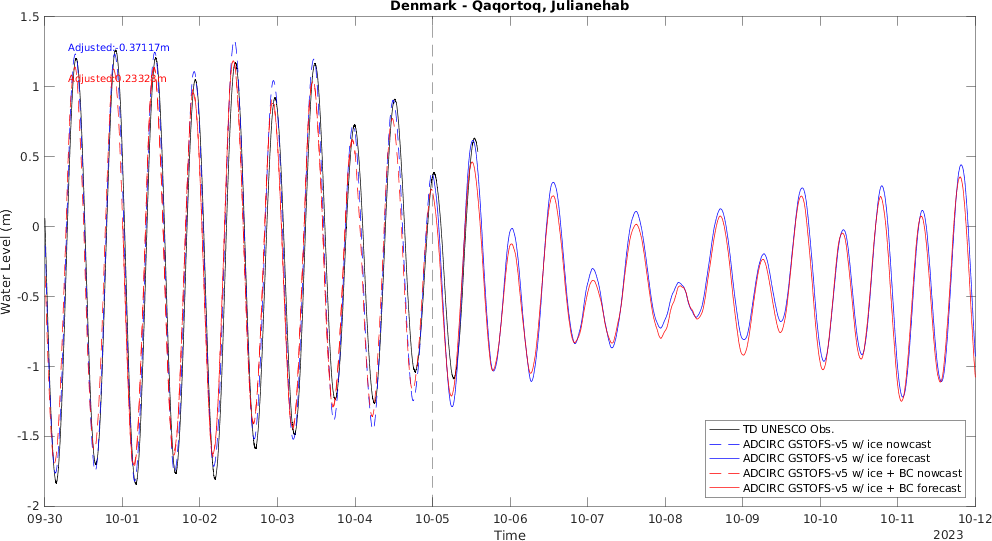 Denmark - Qaqortoq, Julianehab
Water Level (m)
1.5
1
0.5
0
-0.5
-1
-1.5
-2
Adjusted:-0.37117m
Adjusted:0.23325m
TD UNESCO Obs.
ADCIRC GSTOFS-v5 w/ ice nowcast
ADCIRC GSTOFS-v5 w/ ice forecast
ADCIRC GSTOFS-v5 w/ ice + BC nowcast
ADCIRC GSTOFS-v5 w/ ice + BC forecast
09-30 10-01 10-02 10-03 10-04 10-05 10-06 10-07 10-08 10-09 10-10 10-11 10-12
Time
2023